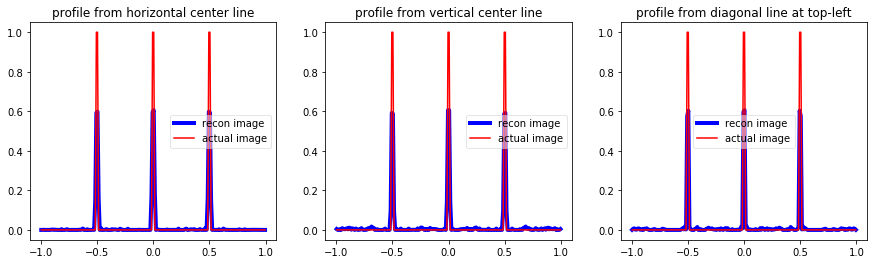 profile from horizontal center line
1.0
0.8
0.6
0.4
0.2
0.0
recon image
actual image
−1.0 −0.5 0.0 0.5 1.0
profile from vertical center line
1.0
0.8
0.6
0.4
0.2
0.0
recon image
actual image
−1.0 −0.5 0.0 0.5 1.0
profile from diagonal line at top-left
1.0
0.8
0.6
0.4
0.2
0.0
recon image
actual image
−1.0 −0.5 0.0 0.5 1.0